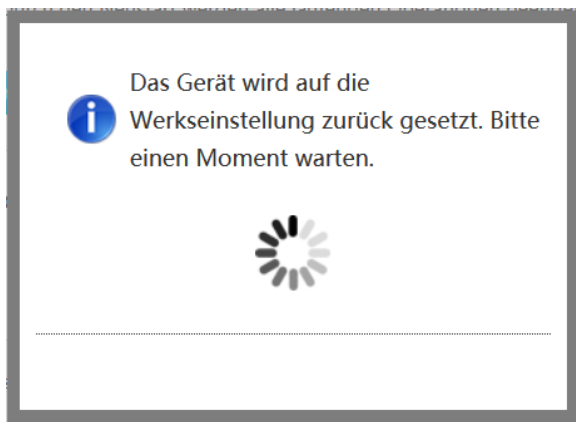 Das Gerät wird auf die
Werkseinstellung zurück gesetzt. Bitte
einen Moment warten.